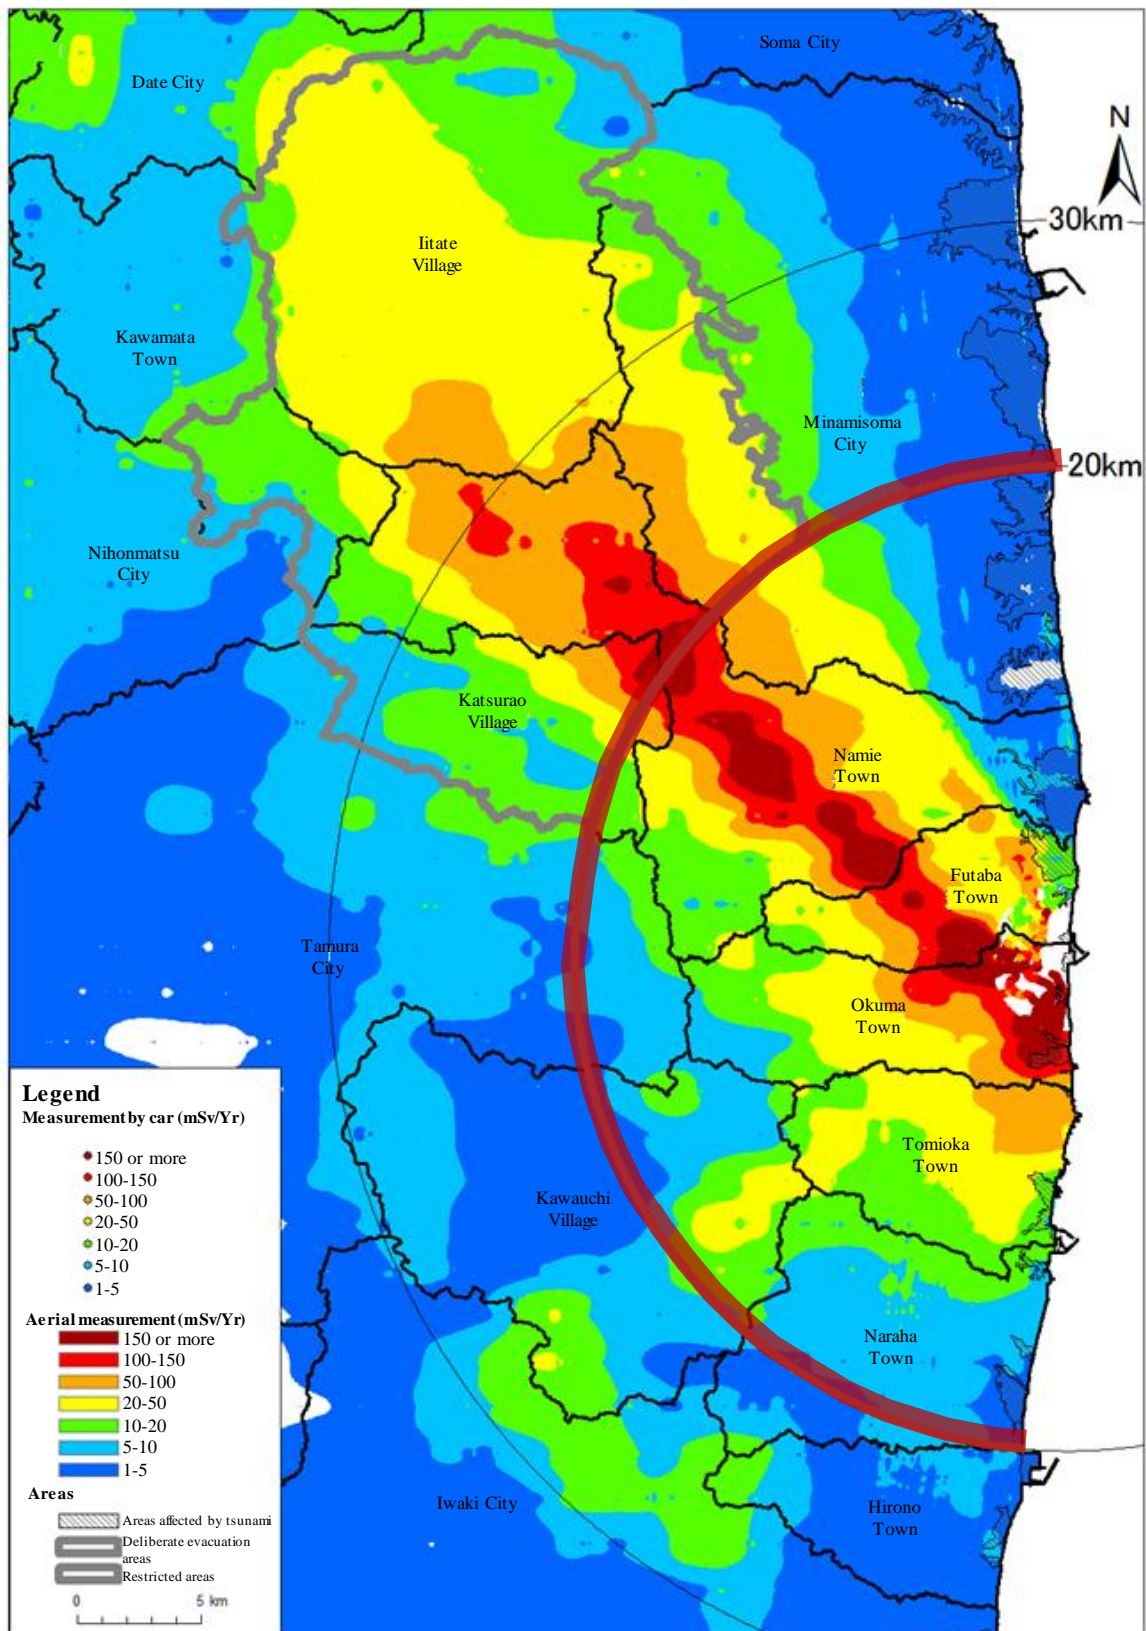 Soma City
Date City
N
30km
Iitate
Village
Kawamata
Town
Minamisoma
City
20km
Nihonmatsu
City
Katsurao
Village
Namie
Town
Futaba
Town
Tamura
City
Okuma
Town
Tomioka
Town
Kawauchi
Village
Naraha
Town
Iwaki City
Hirono
Town
Legend
Measurement by car (mSv/Yr)
150 or more
100-150
50-100
20-50
10-20
5-10
1-5
Aerial measurement (mSv/Yr)
150 or more
100-150
50-100
20-50
10-20
5-10
1-5
Areas
Areas affected by tsunami
Deliberate evacuation
areas
Restricted areas
0 5 km